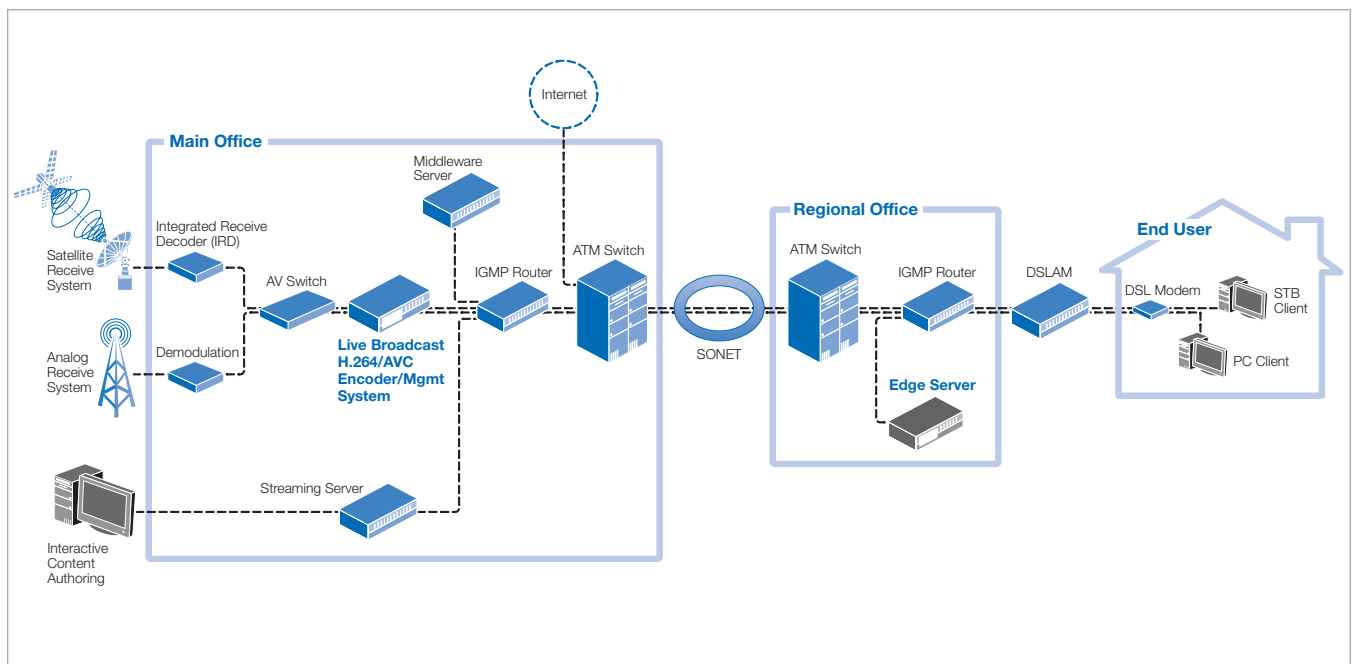 Internet
Main Office
Middleware
Server
Integrated Receive
Decoder (IRD)
Satellite
Receive
System
AV Switch
IGMP Router
ATM Switch
Live Broadcast
H.264/AVC
Encoder/Mgmt
System
Analog
Receive
System
Demodulation
Streaming Server
Interactive
Content
Authoring
SONET
Regional Office
ATM Switch
IGMP Router
Edge Server
DSLAM
End User
DSL Modem
STB
Client
PC Client